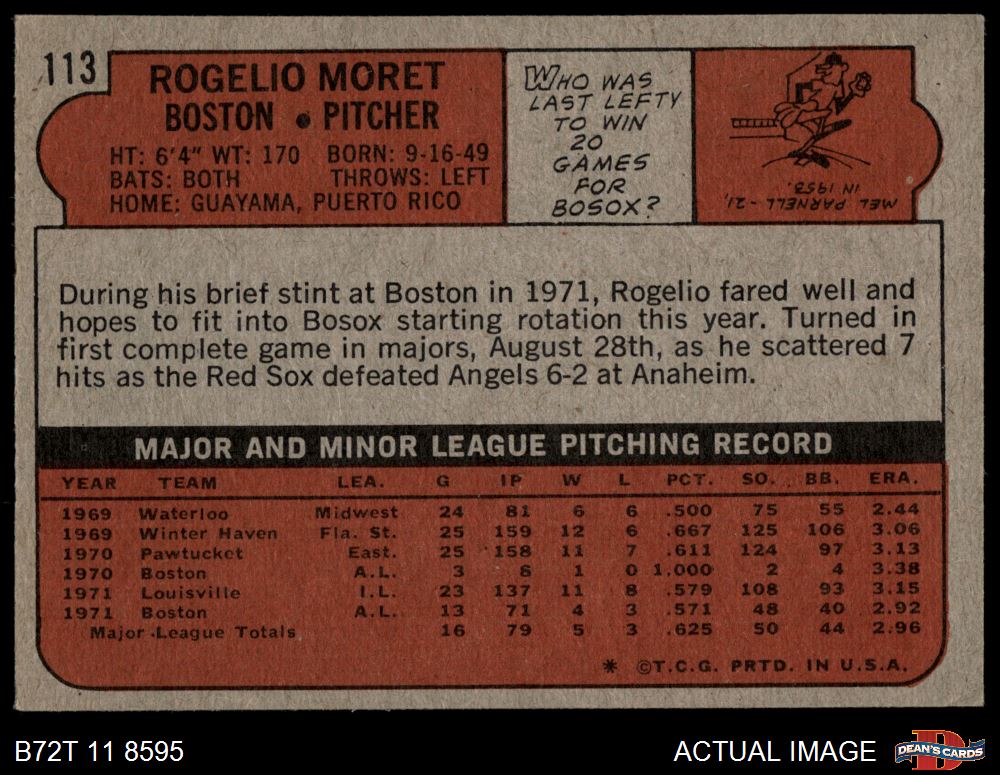 113
ROGELIO MORET
BOSTON • PITCHER
HT: 6'4" WT: 170 BORN: 9-16-49
BATS: BOTH THROWS: LEFT
HOME: GUAYAMA, PUERTO RICO
WHO WAS
LAST LEFTY
TO WIN
20
GAMES
FOR
BOSOX?
MEL PARNELL - 21,
IN 1953.
During his brief stint at Boston in 1971, Rogelio fared well and
hopes to fit into Bosox starting rotation this year. Turned in
first complete game in majors, August 28th, as he scattered 7
hits as the Red Sox defeated Angels 6-2 at Anaheim.
MAJOR AND MINOR LEAGUE PITCHING RECORD
YEAR TEAM LEA. G IP W L PCT. SO. BB. ERA.
1969 Waterloo Midwest 24 81 6 6 .500 75 55 2.44
1969 Winter Haven Fla. St. 25 159 12 6 .667 125 106 3.06
1970 Pawtucket East. 25 158 11 7 .611 124 97 3.13
1970 Boston A.L. 3 8 1 0 1.000 2 4 3.38
1971 Louisville I.L. 23 137 11 8 .579 108 93 3.15
1971 Boston A.L. 13 71 4 3 .571 48 40 2.92
Major League Totals 16 79 5 3 .625 50 44 2.96
* ©T.C.G. PRTD. IN U.S.A.
B72T 11 8595
ACTUAL IMAGE
DEAN'S CARDS